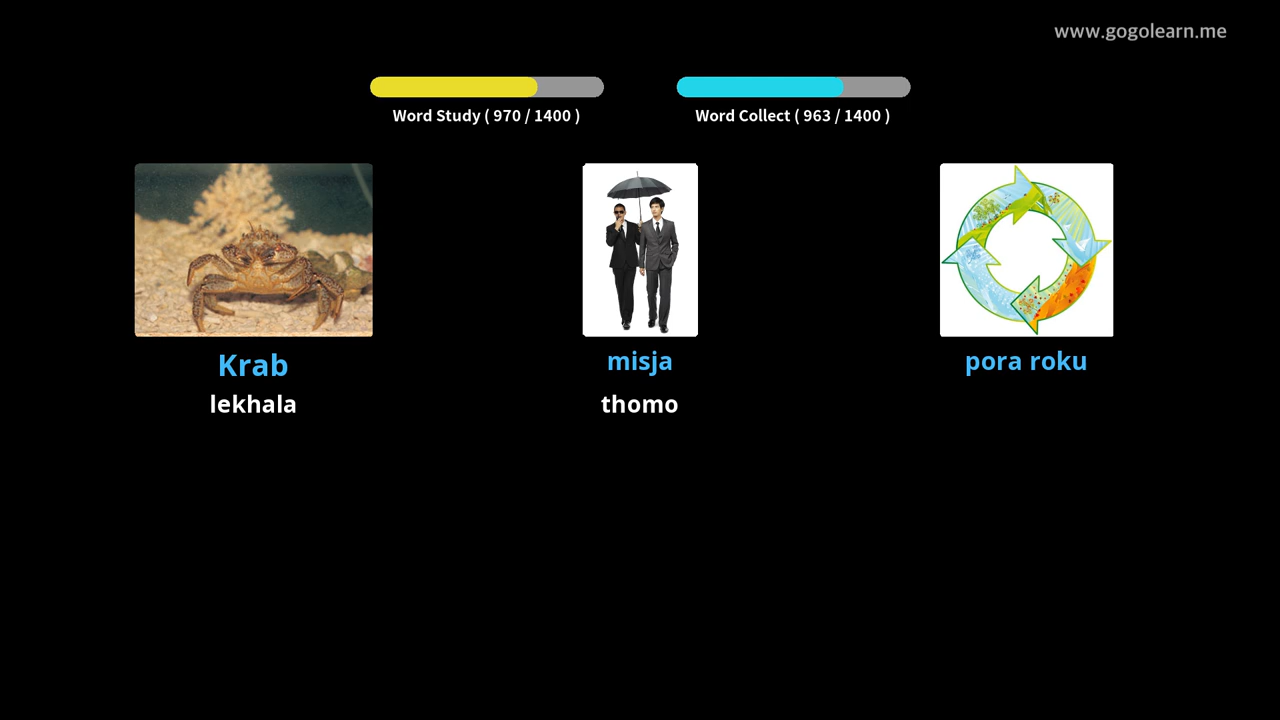 www.gogolearn.me
Word Study ( 970 / 1400 )
Word Collect ( 963 / 1400 )
Krab
misja
pora roku
lekhala
thomo